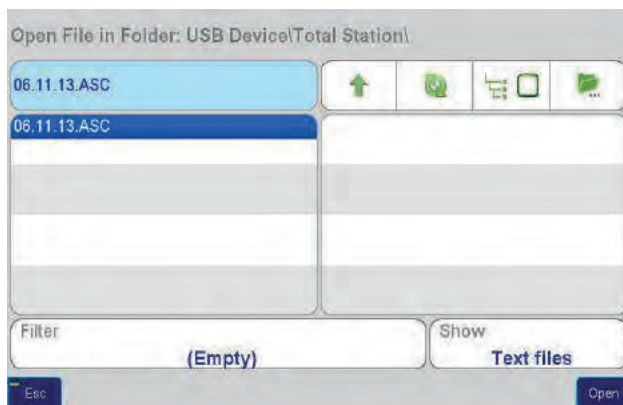 Open File in Folder: USB Device\Total Station\
06.11.13.ASC
06.11.13.ASC
Filter
(Empty)
Show
Text files
Esc
Open